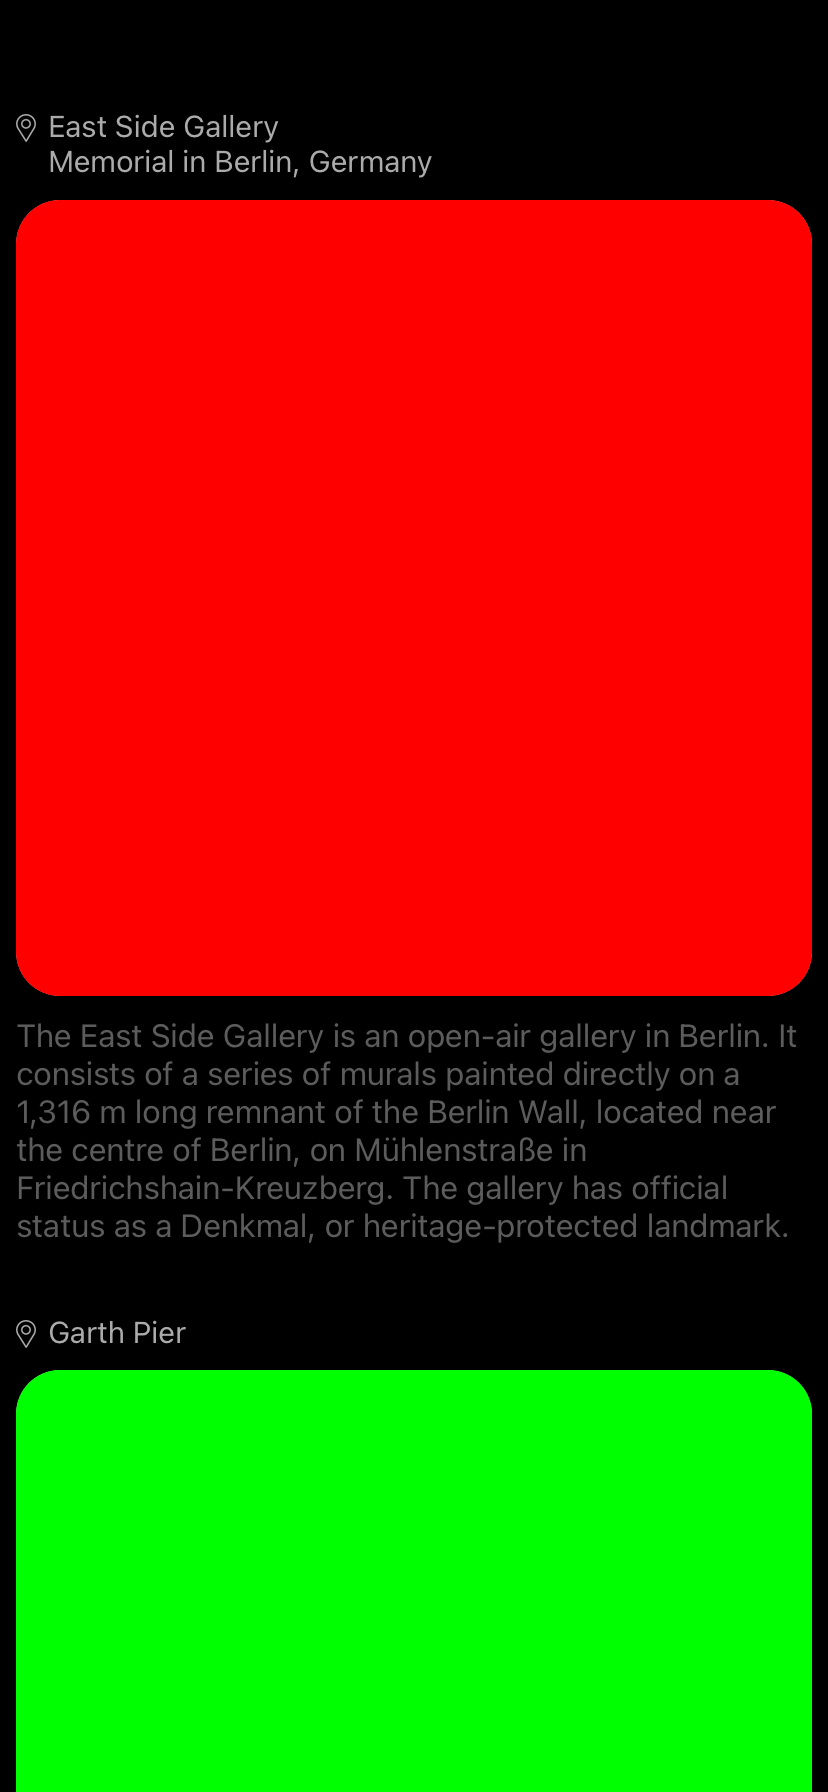 East Side Gallery
Memorial in Berlin, Germany
The East Side Gallery is an open-air gallery in Berlin. It
consists of a series of murals painted directly on a
1,316 m long remnant of the Berlin Wall, located near
the centre of Berlin, on Mühlenstraße in
Friedrichshain-Kreuzberg. The gallery has official
status as a Denkmal, or heritage-protected landmark.
Garth Pier